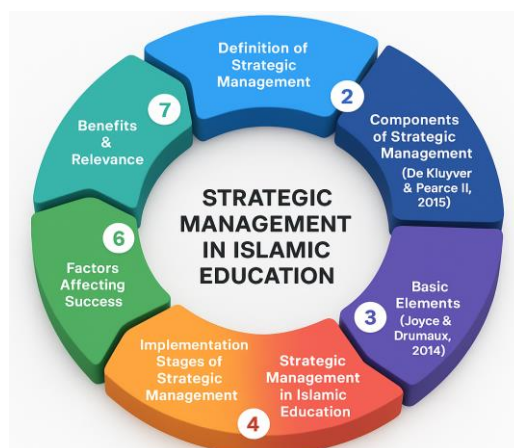 Definition of
Strategic
Management
2
Components
of Strategic
Management
(De Kluyver
& Pearce II,
2015)
3
Basic
Elements
(Joyce &
Drumaux,
2014)
Strategic
Management
in Islamic
Education
4
Implementation
Stages of
Strategic
Management
6
Factors
Affecting
Success
7
Benefits
&
Relevance
STRATEGIC
MANAGEMENT
IN ISLAMIC
EDUCATION